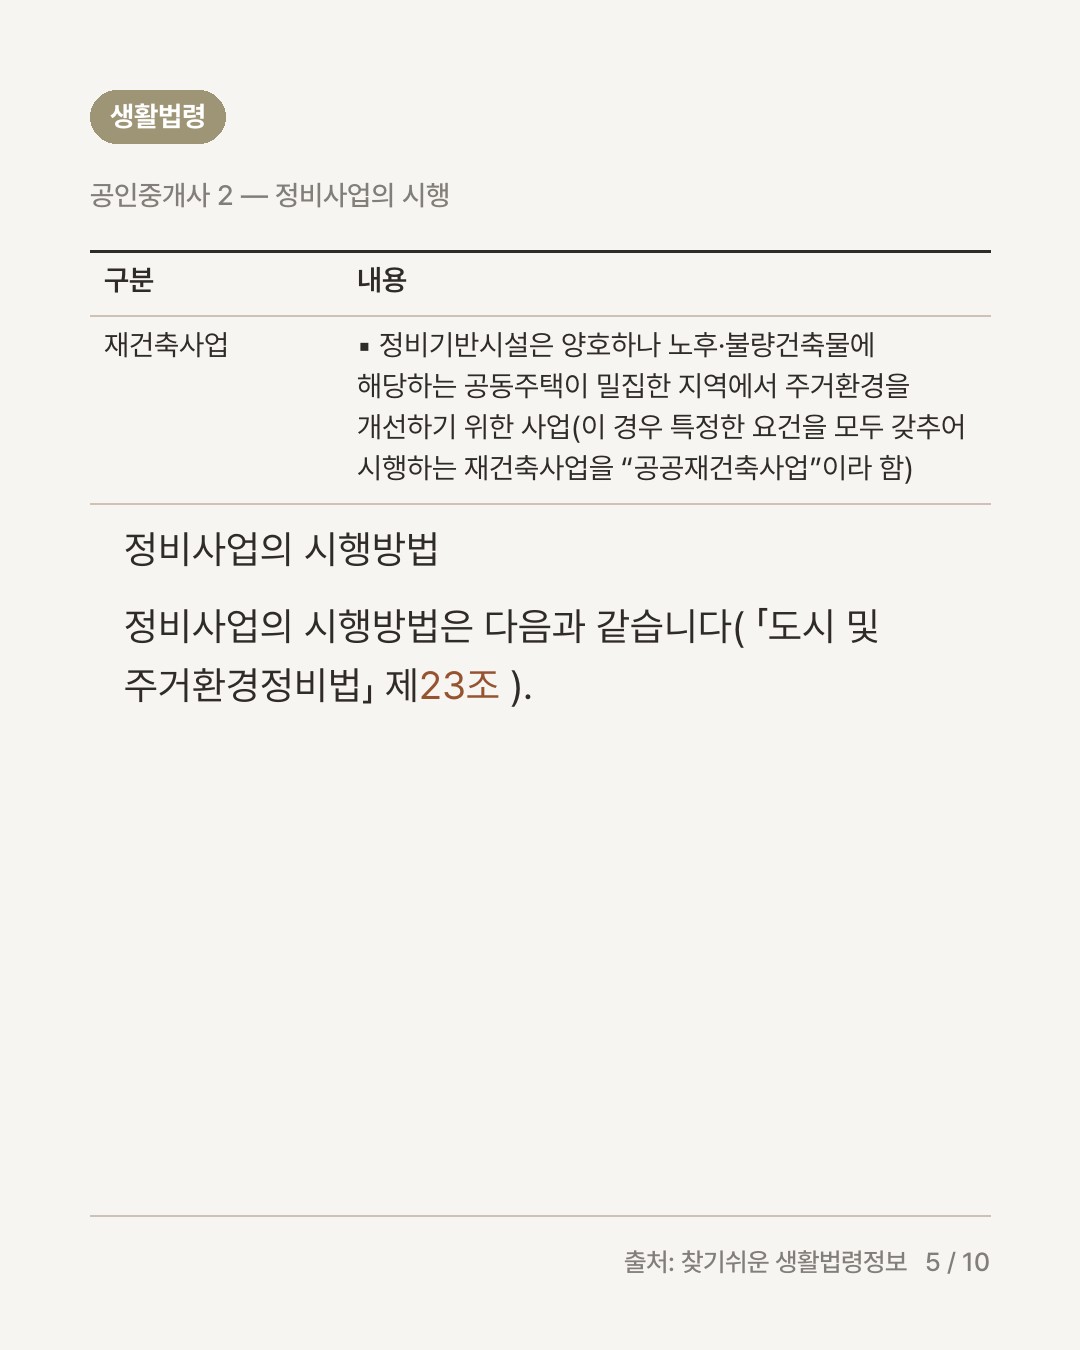 생활법령
공인중개사 2 — 정비사업의 시행
구분 내용
재건축사업 ▪ 정비기반시설은 양호하나 노후·불량건축물에
해당하는 공동주택이 밀집한 지역에서 주거환경을
개선하기 위한 사업(이 경우 특정한 요건을 모두 갖추어
시행하는 재건축사업을 “공공재건축사업”이라 함)
정비사업의 시행방법
정비사업의 시행방법은 다음과 같습니다( ｢도시 및
주거환경정비법｣ 제23조 ).
출처: 찾기쉬운 생활법령정보 5 / 10